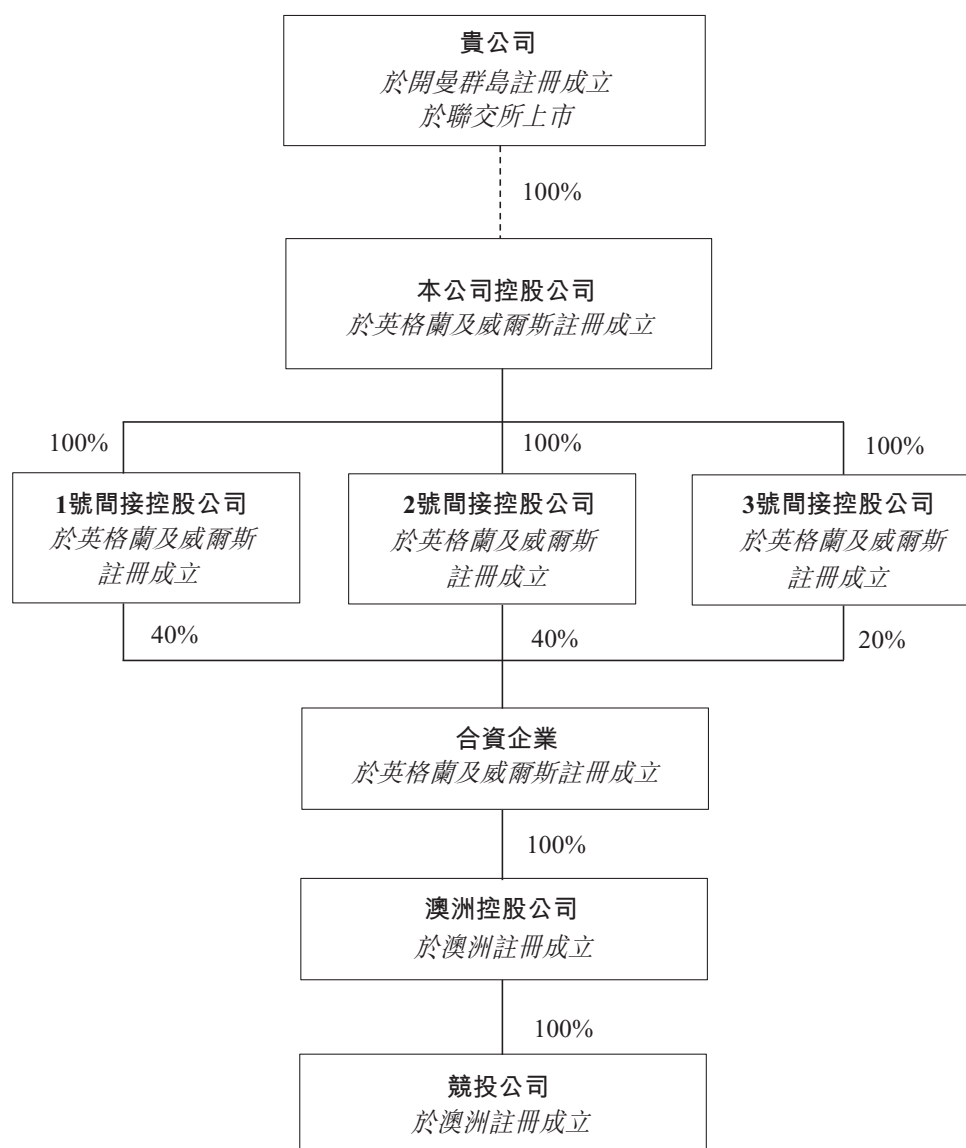 貴公司
於開曼群島註冊成立
於聯交所上市
100%
本公司控股公司
於英格蘭及威爾斯註冊成立
100%
100%
100%
1號間接控股公司
於英格蘭及威爾斯
註冊成立
2號間接控股公司
於英格蘭及威爾斯
註冊成立
3號間接控股公司
於英格蘭及威爾斯
註冊成立
40%
40%
20%
合資企業
於英格蘭及威爾斯註冊成立
100%
澳洲控股公司
於澳洲註冊成立
100%
競投公司
於澳洲註冊成立